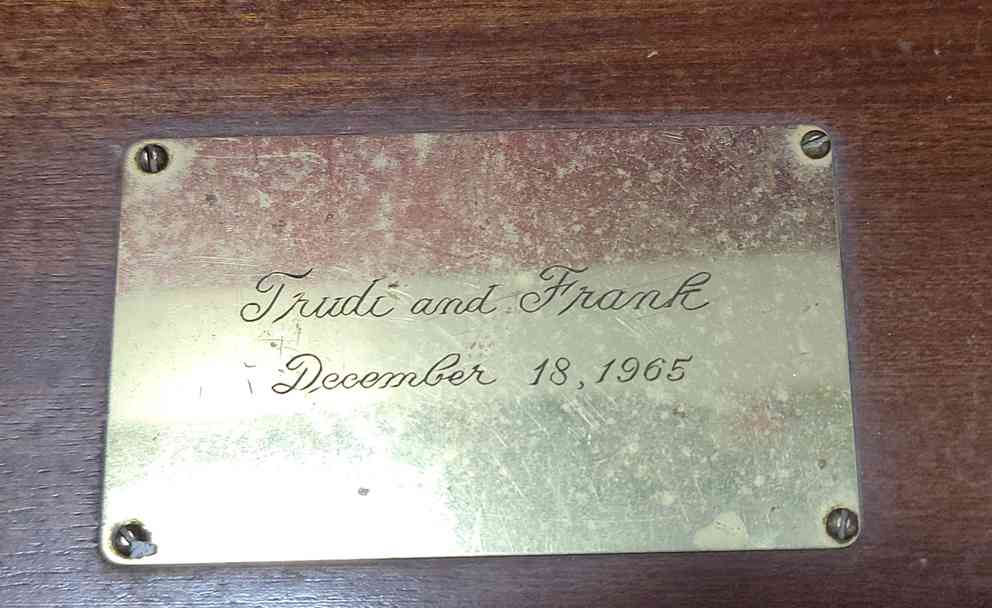 Trudi and Frank
December 18, 1965